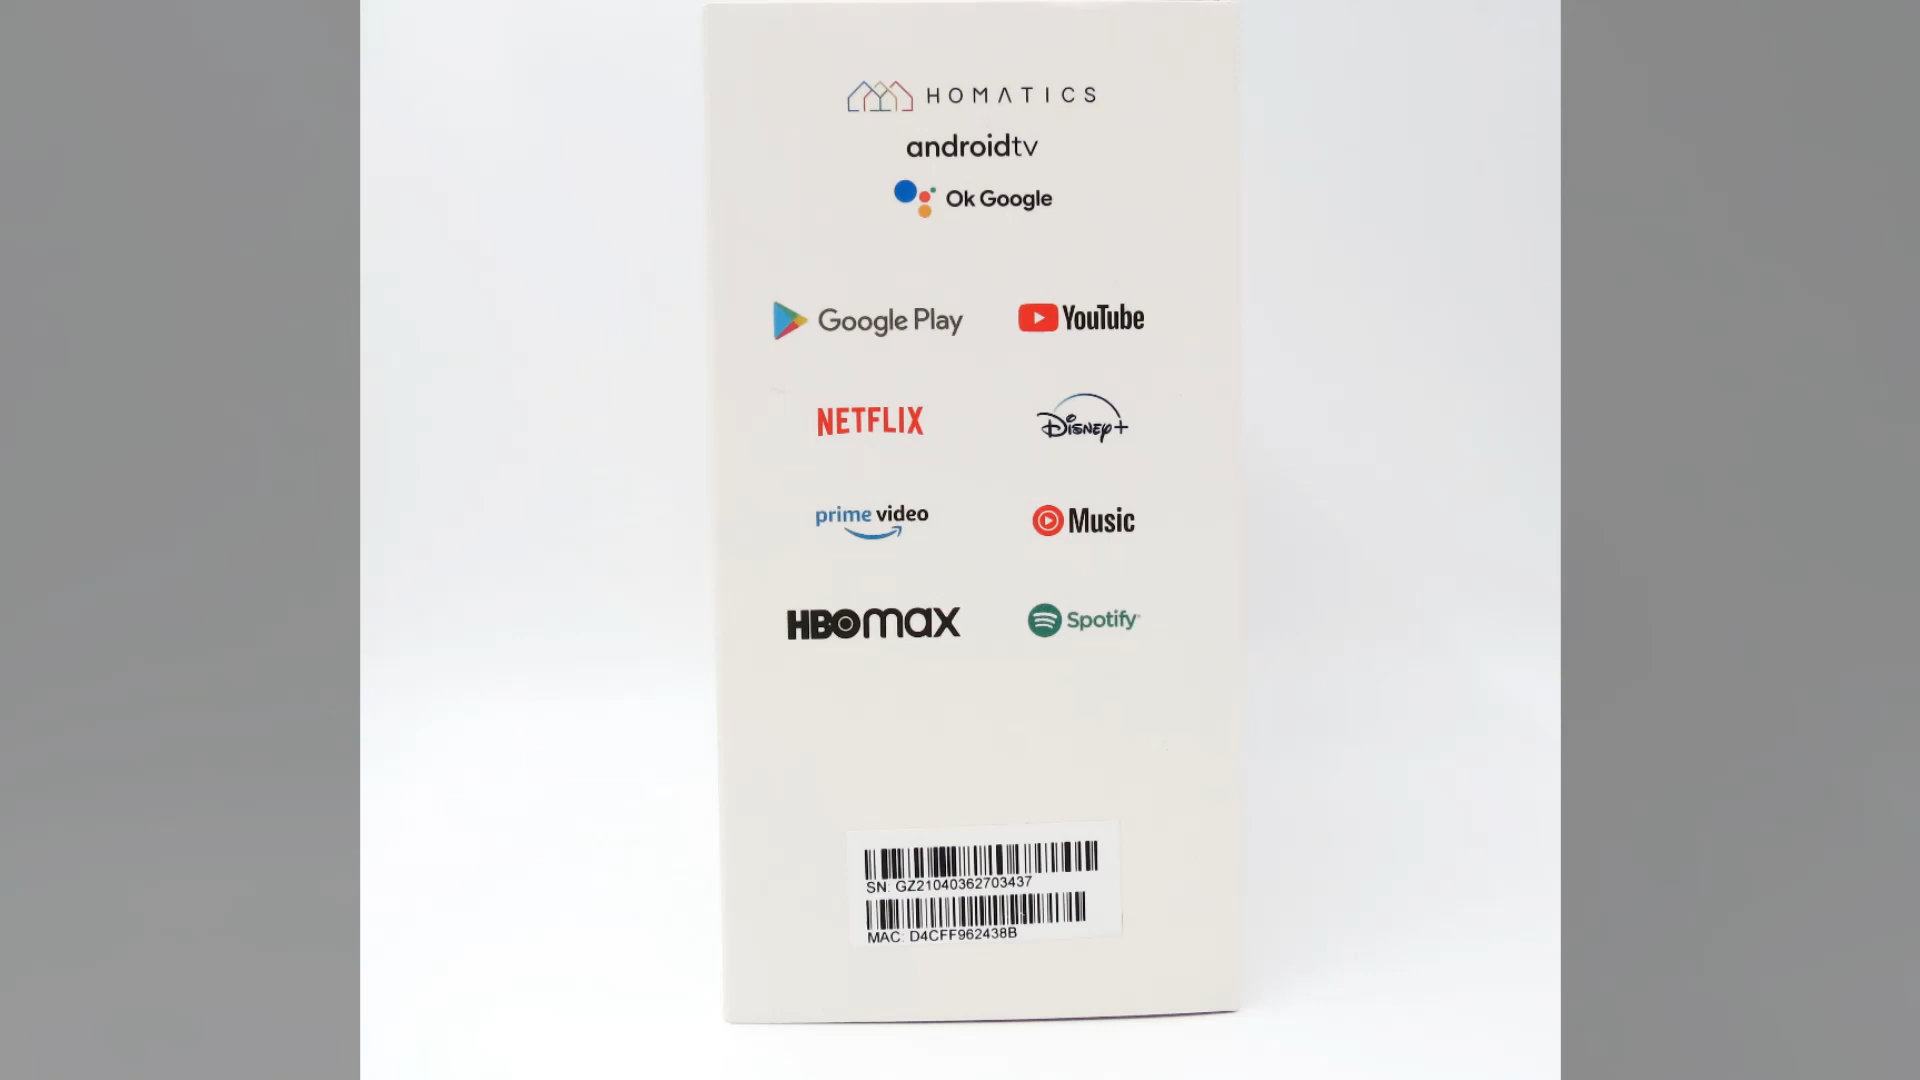 HOMATICS
androidtv
Ok Google
Google Play
YouTube
NETFLIX
Disney+
prime video
Music
HBOmax
Spotify
SN: GZ21040362703437
MAC: D4CFF962438B